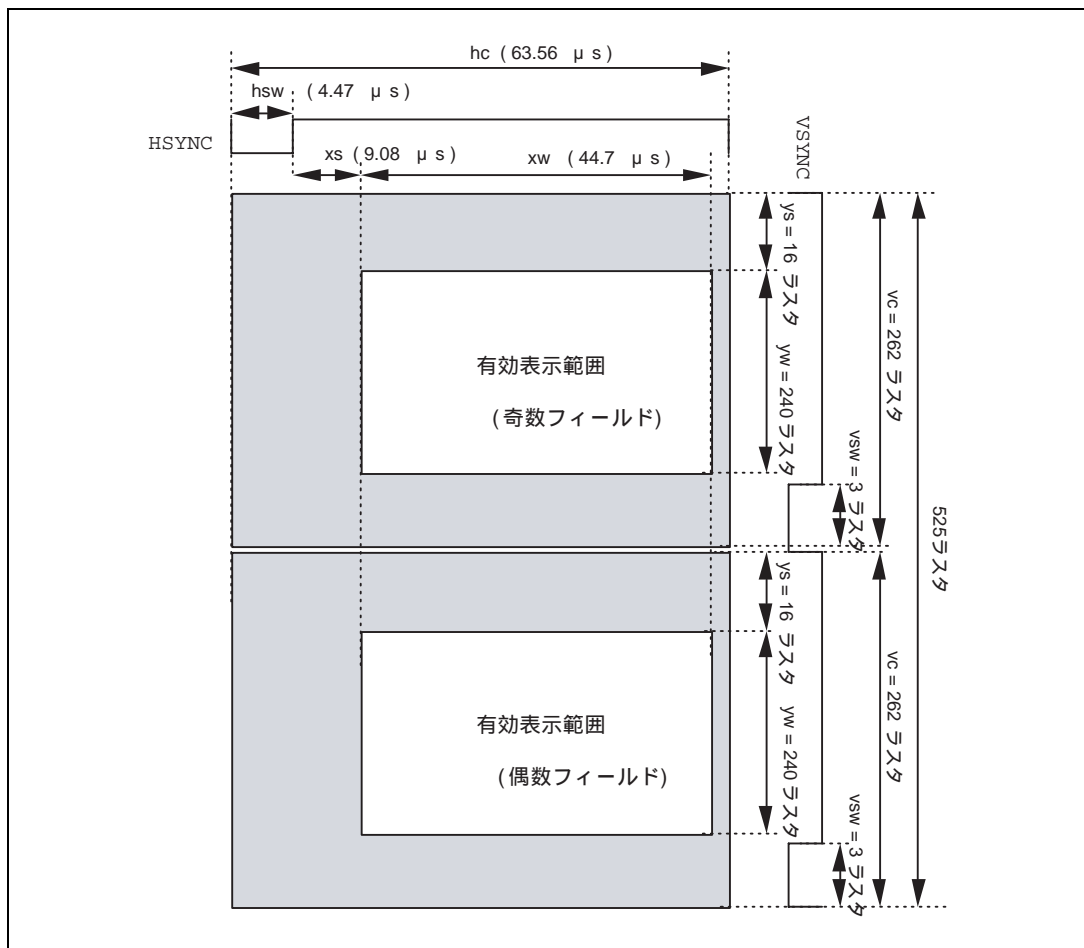 hc ( 63.56 μ s )
hsw ( 4.47 μ s )
HSYNC
VSYNC
xs ( 9.08 μ s )
xw ( 44.7 μ s )
ys = 16 ラスタ
yw = 240 ラスタ
vc = 262 ラスタ
vsw = 3 ラスタ
525ラスタ
有効表示範囲
(奇数フィールド)
ys = 16 ラスタ
yw = 240 ラスタ
vc = 262 ラスタ
vsw = 3 ラスタ
有効表示範囲
(偶数フィールド)